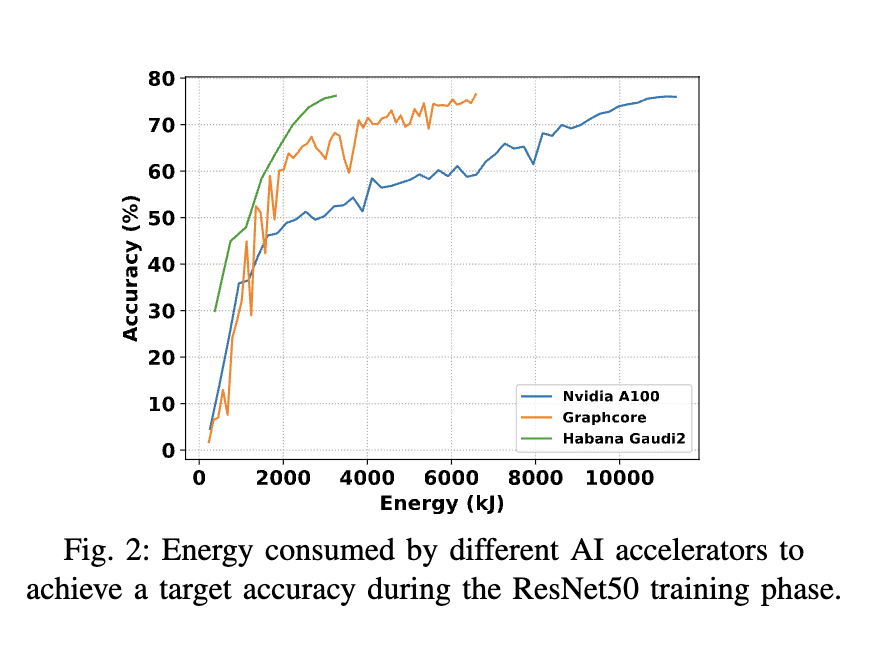 80
70
60
50
40
30
20
10
0
Accuracy (%)
0 2000 4000 6000 8000 10000
Energy (kJ)
Nvidia A100
Graphcore
Habana Gaudi2
Fig. 2: Energy consumed by different AI accelerators to
achieve a target accuracy during the ResNet50 training phase.